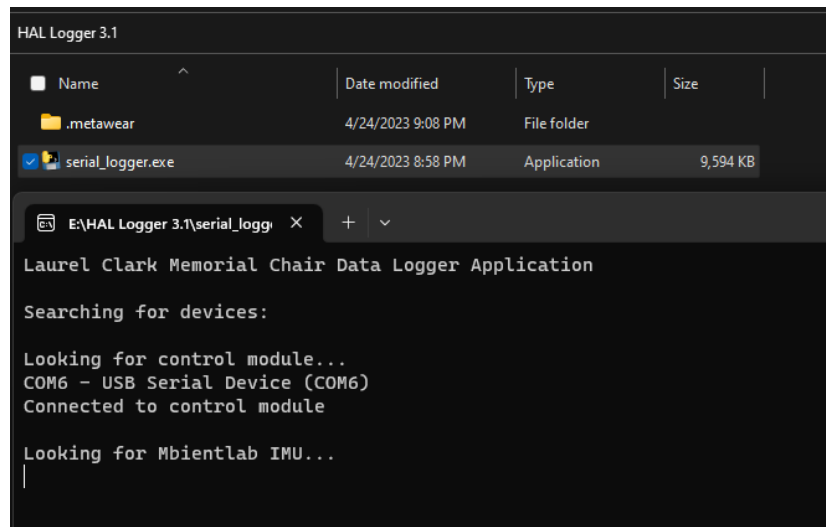 HAL Logger 3.1
Name Date modified Type Size
.metawear 4/24/2023 9:08 PM File folder
serial_logger.exe 4/24/2023 8:58 PM Application 9,594 KB
E:\HAL Logger 3.1\serial_logg
Laurel Clark Memorial Chair Data Logger Application
Searching for devices:
Looking for control module...
COM6 – USB Serial Device (COM6)
Connected to control module
Looking for Mbientlab IMU...